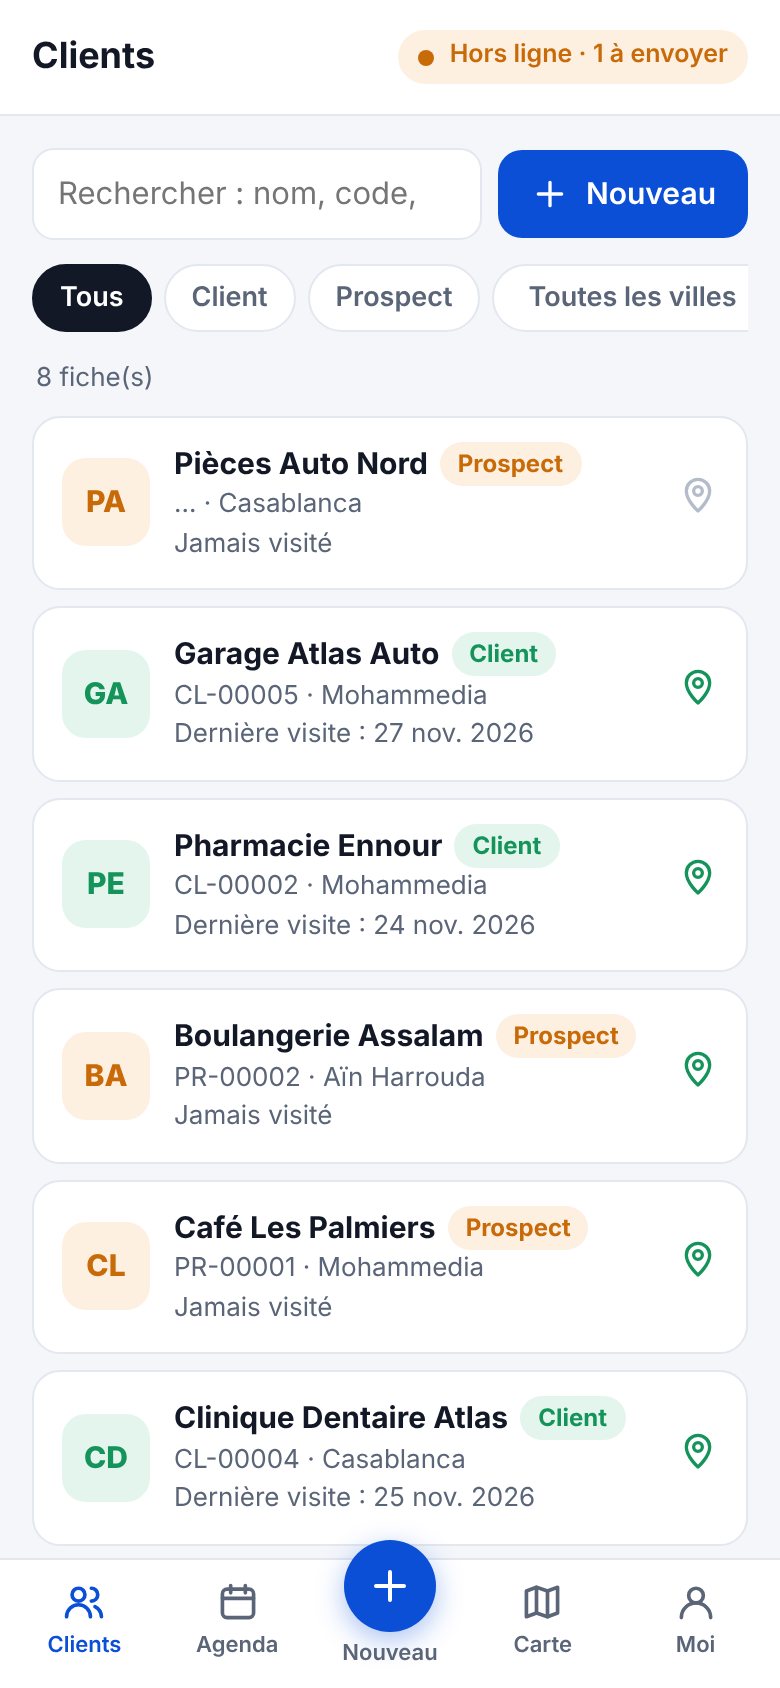 Clients
Hors ligne · 1 à envoyer
Rechercher : nom, code,
Nouveau
Tous
Client
Prospect
Toutes les villes
8 fiche(s)
PA
Pièces Auto Nord
Prospect
... · Casablanca
Jamais visité
GA
Garage Atlas Auto
Client
CL-00005 · Mohammedia
Dernière visite : 27 nov. 2026
PE
Pharmacie Ennour
Client
CL-00002 · Mohammedia
Dernière visite : 24 nov. 2026
BA
Boulangerie Assalam
Prospect
PR-00002 · Aïn Harrouda
Jamais visité
CL
Café Les Palmiers
Prospect
PR-00001 · Mohammedia
Jamais visité
CD
Clinique Dentaire Atlas
Client
CL-00004 · Casablanca
Dernière visite : 25 nov. 2026
Clients
Agenda
Nouveau
Carte
Moi